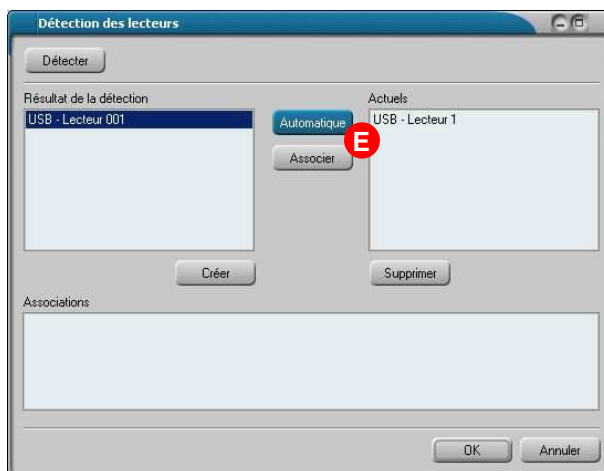 Détection des lecteurs
Détecter
Résultat de la détection
Actuels
USB - Lecteur 001
Automatique
USB - Lecteur 1
E
Associer
Créer
Supprimer
Associations
OK
Annuler